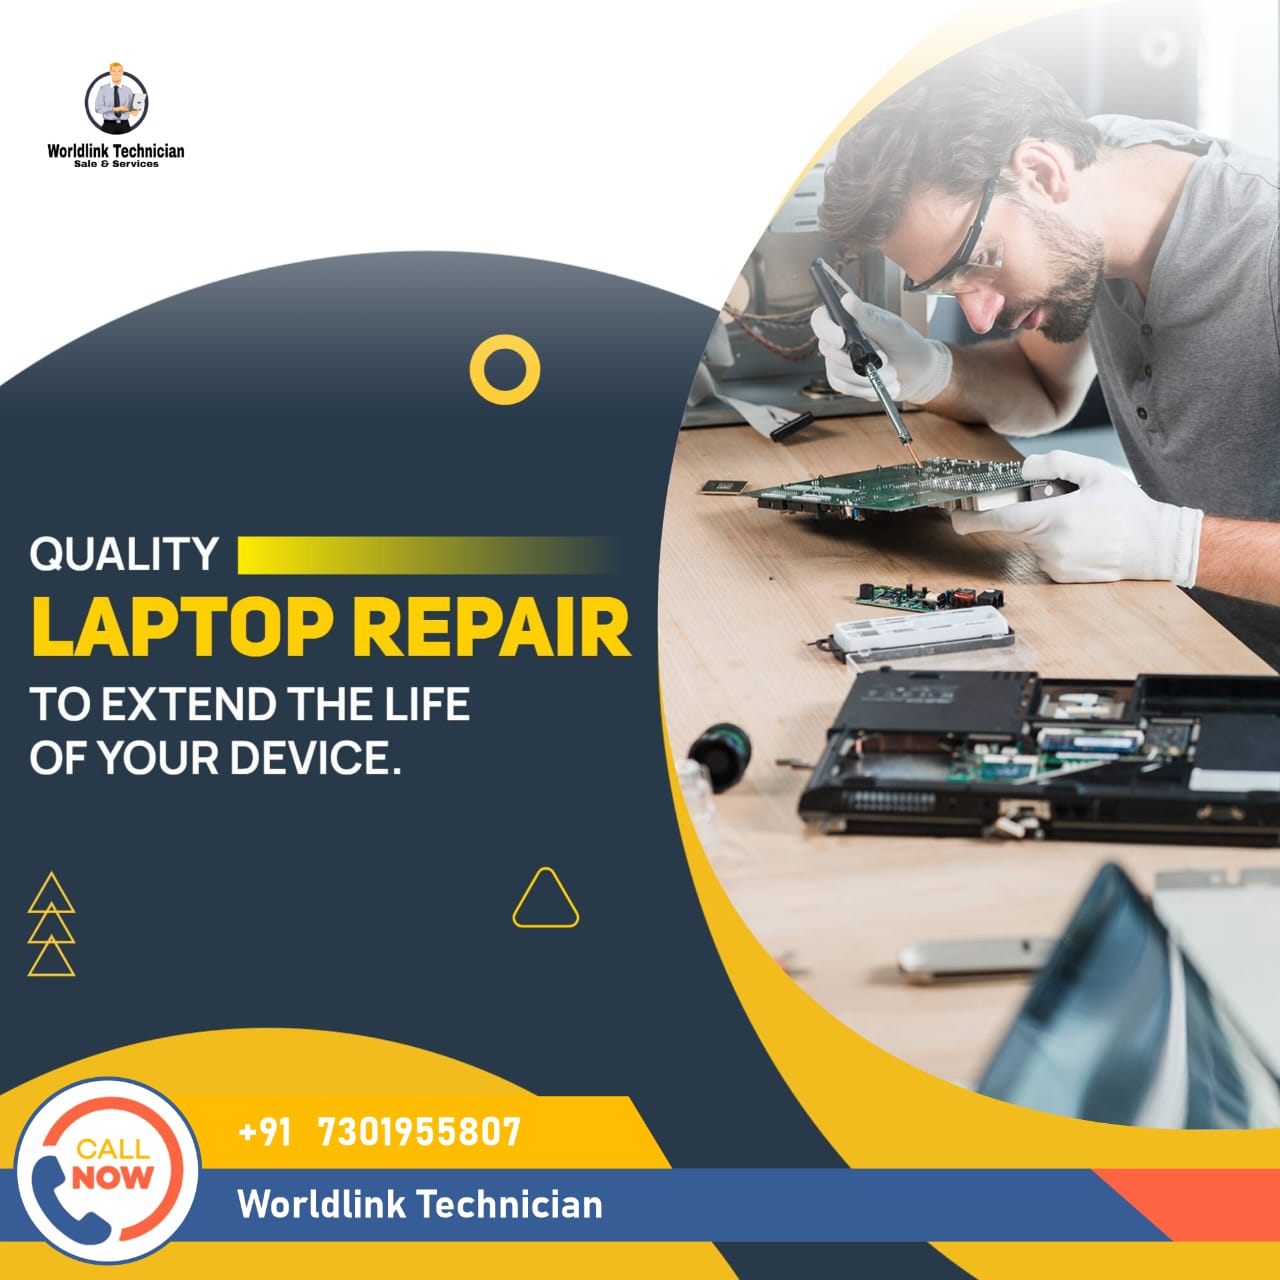 Worldlink Technician
Sale & Services
QUALITY
LAPTOP REPAIR
TO EXTEND THE LIFE
OF YOUR DEVICE.
CALL
NOW
+91 7301955807
Worldlink Technician